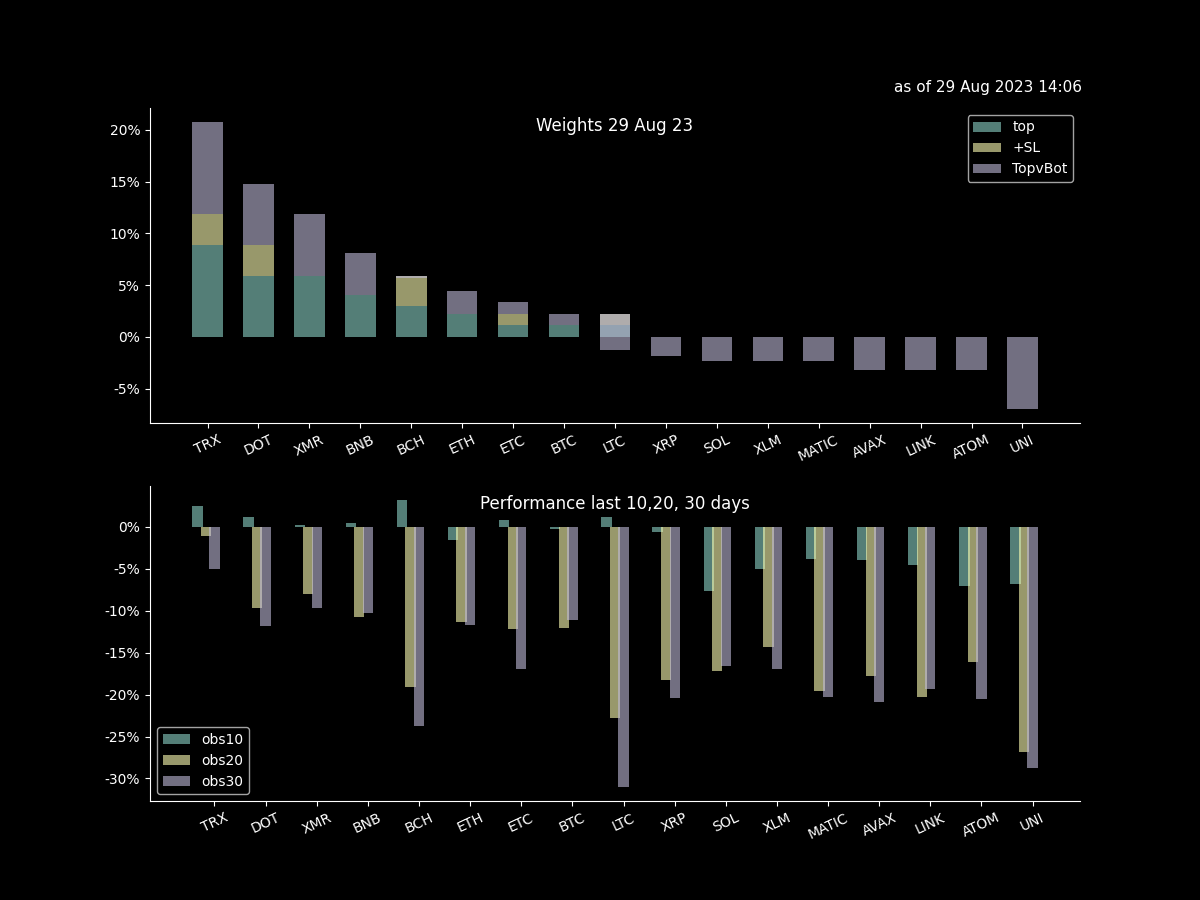 as of 29 Aug 2023 14:06
Weights 29 Aug 23
top
+SL
TopvBot
20%
15%
10%
5%
0%
-5%
TRX DOT XMR BNB BCH ETH ETC BTC LTC XRP SOL XLM MATIC AVAX LINK ATOM UNI
Performance last 10,20, 30 days
0%
-5%
-10%
-15%
-20%
-25%
-30%
obs10
obs20
obs30
TRX DOT XMR BNB BCH ETH ETC BTC LTC XRP SOL XLM MATIC AVAX LINK ATOM UNI